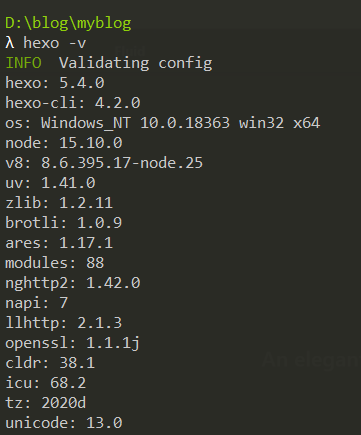 D:\blog\myblog
λ hexo -v
INFO  Validating config
hexo: 5.4.0
hexo-cli: 4.2.0
os: Windows_NT 10.0.18363 win32 x64
node: 15.10.0
v8: 8.6.395.17-node.25
uv: 1.41.0
zlib: 1.2.11
brotli: 1.0.9
ares: 1.17.1
modules: 88
nghttp2: 1.42.0
napi: 7
llhttp: 2.1.3
openssl: 1.1.1j
cldr: 38.1
icu: 68.2
tz: 2020d
unicode: 13.0